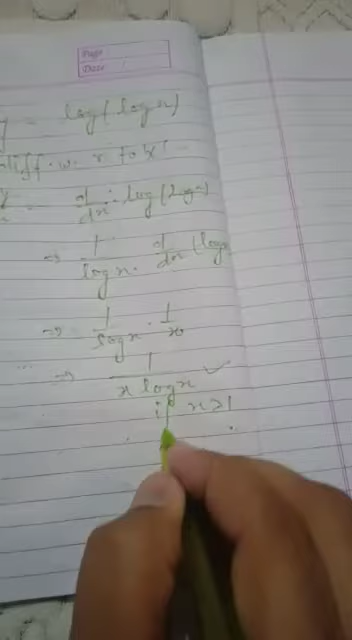 Page
Date
y = log(log x)
diff. w. r. to 'x'
= d/dx . log(log x)
→ 1/log x . d/dx (log x
→ 1/log x . 1/x
→ 1/x log x ✓
if x > 1